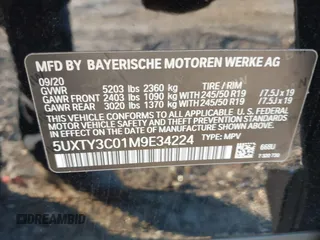 MFD BY BAYERISCHE MOTOREN WERKE AG
09/20
GVWR 5203 lbs 2360 kg TIRE / RIM
GAWR FRONT 2403 lbs 1090 kg WITH 245/50 R19 / 7.5J x 19
GAWR REAR 3020 lbs 1370 kg WITH 245/50 R19 / 7.5J x 19
THIS VEHICLE CONFORMS TO ALL APPLICABLE U.S. FEDERAL
MOTOR VEHICLE SAFETY, BUMPER, AND THEFT PREVENTION
STANDARDS IN EFFECT ON THE DATE OF MANUFACTURE
SHOWN ABOVE.
5UXTY3C01M9E34224 TYPE: MPV
DREAMBID